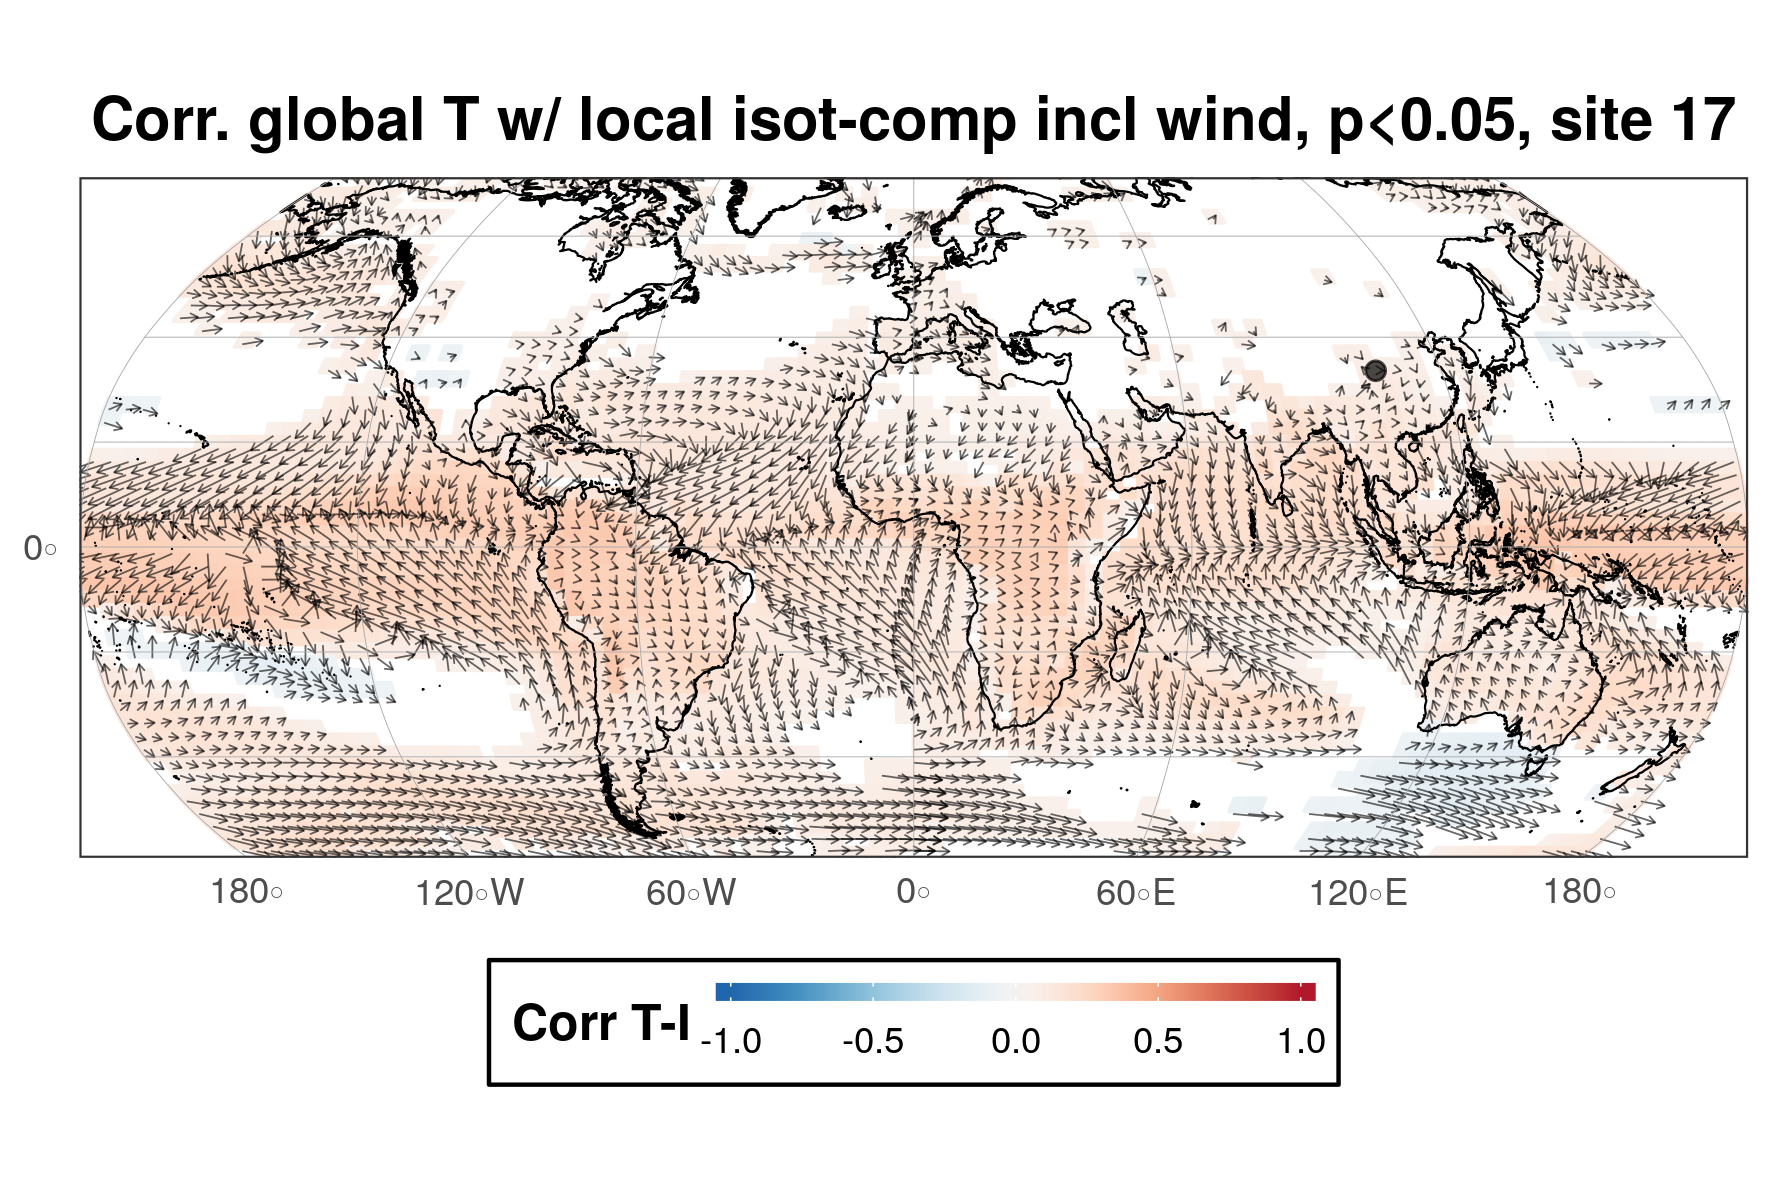 Corr. global T w/ local isot-comp incl wind, p<0.05, site 17
0°
180° 120°W 60°W 0° 60°E 120°E 180°
Corr T-I
-1.0 -0.5 0.0 0.5 1.0